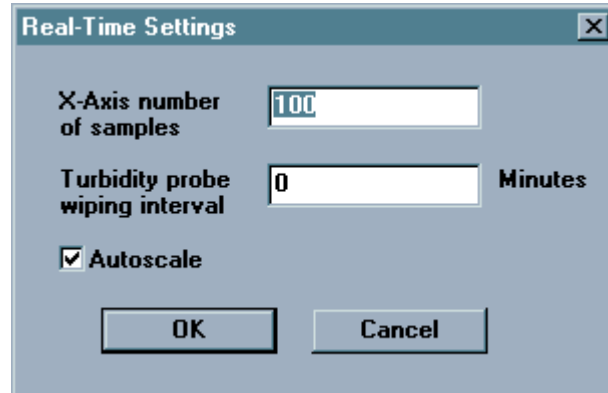 Real-Time Settings
X-Axis number
of samples
100
Turbidity probe
wiping interval
0
Minutes
Autoscale
OK
Cancel